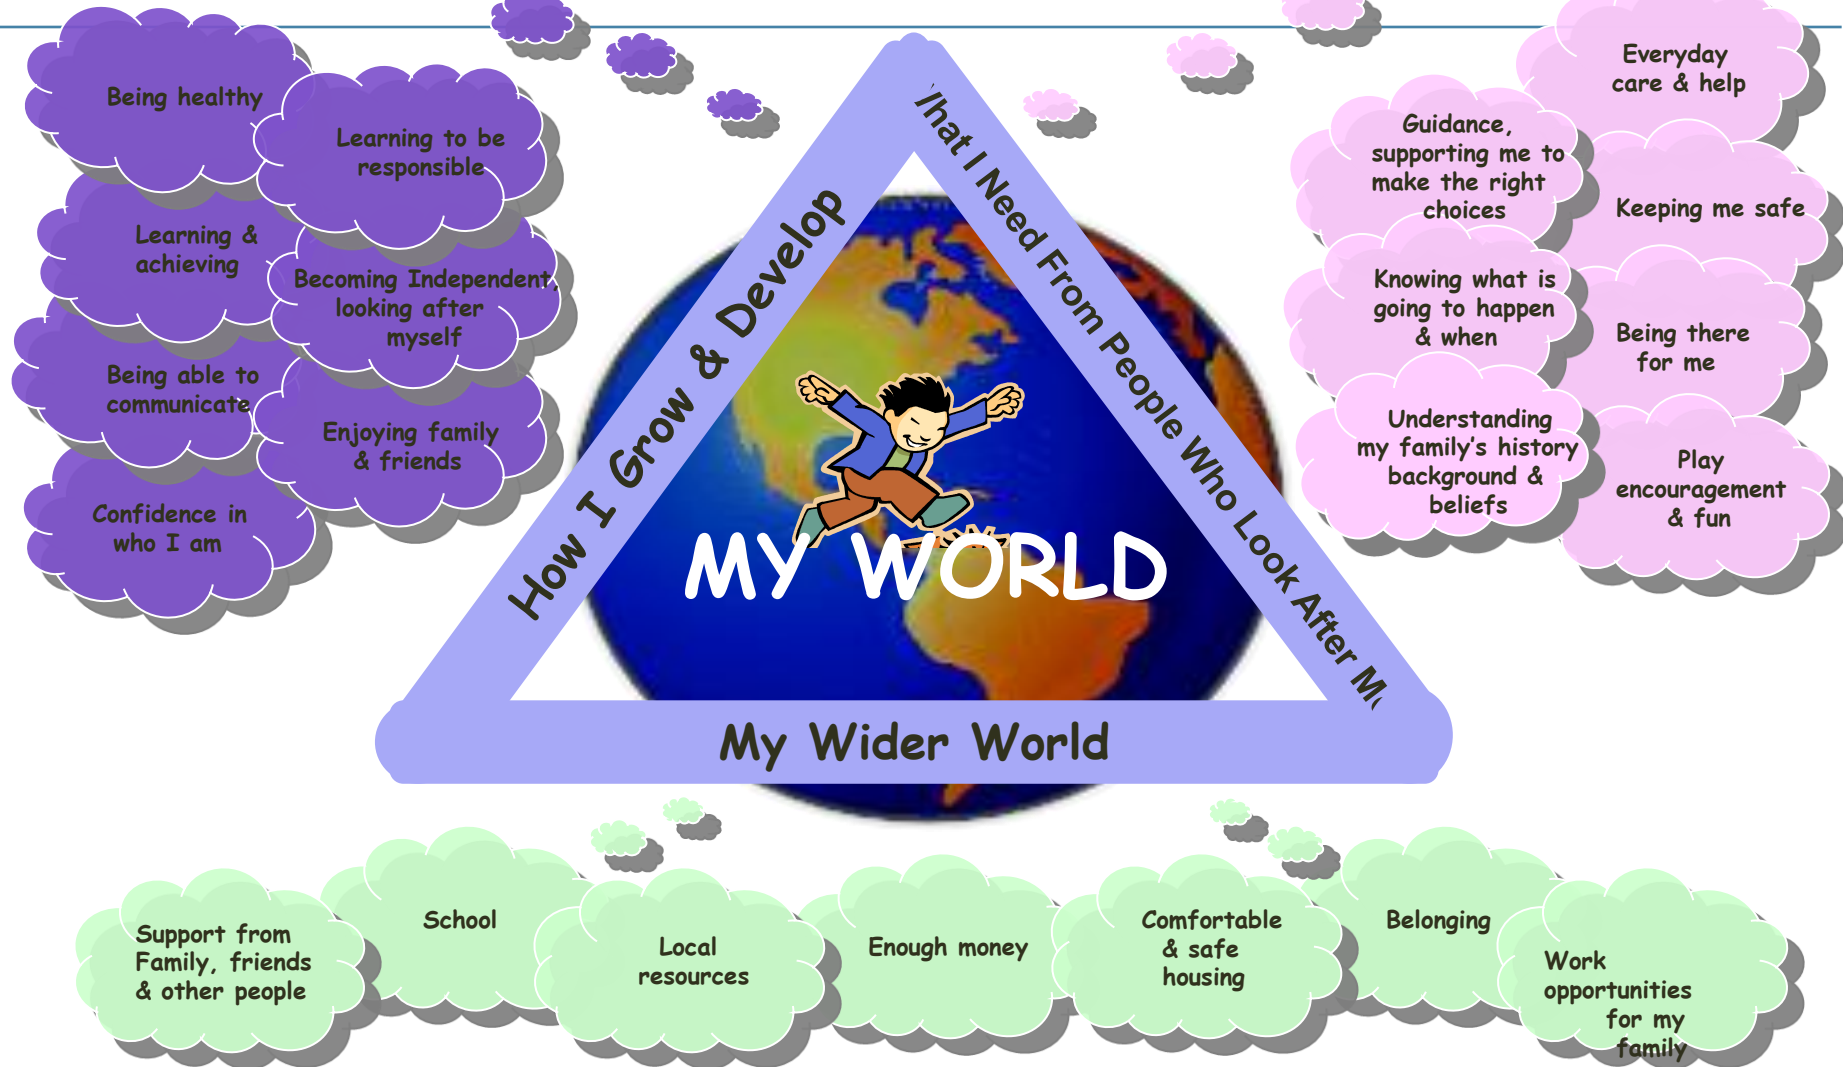 Being healthy
Learning to be
responsible
Learning &
achieving
Becoming Independent,
looking after
myself
Being able to
communicate
Enjoying family
& friends
Confidence in
who I am
How I Grow & Develop
What I Need From People Who Look After Me
MY WORLD
My Wider World
Everyday
care & help
Guidance,
supporting me to
make the right
choices
Keeping me safe
Knowing what is
going to happen
& when
Being there
for me
Understanding
my family's history
background &
beliefs
Play
encouragement
& fun
Support from
Family, friends
& other people
School
Local
resources
Enough money
Comfortable
& safe
housing
Belonging
Work
opportunities
for my
family